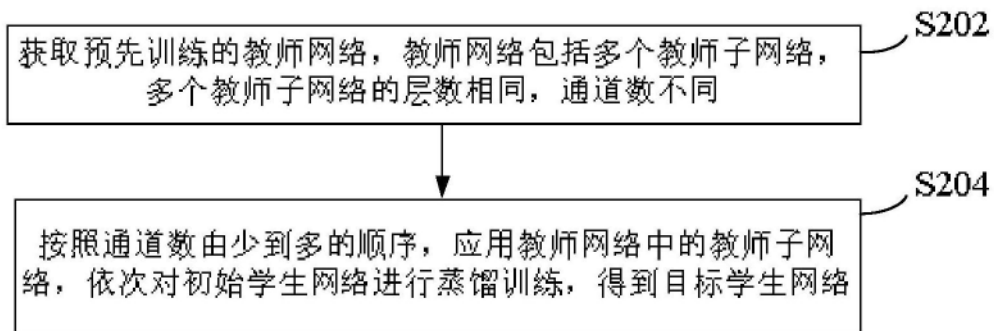 S202
获取预先训练的教师网络，教师网络包括多个教师子网络，
多个教师子网络的层数相同，通道数不同
S204
按照通道数由少到多的顺序，应用教师网络中的教师子网
络，依次对初始学生网络进行蒸馏训练，得到目标学生网络